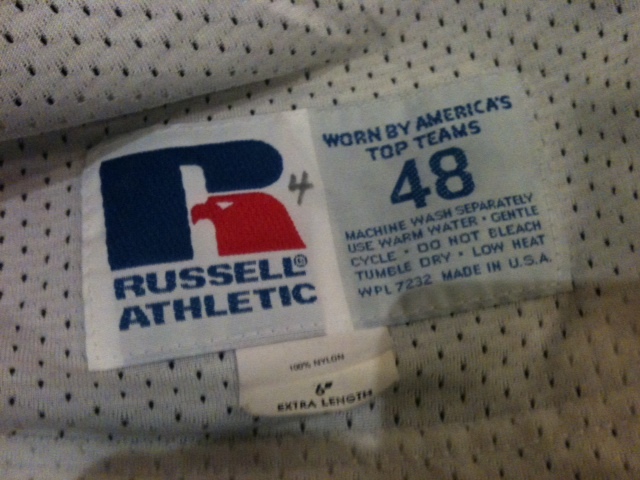 4
RUSSELL®
ATHLETIC
WORN BY AMERICA'S
TOP TEAMS
48
MACHINE WASH SEPARATELY
USE WARM WATER · GENTLE
CYCLE · DO NOT BLEACH
TUMBLE DRY · LOW HEAT
WPL 7232 MADE IN U.S.A.
100% NYLON
6"
EXTRA LENGTH